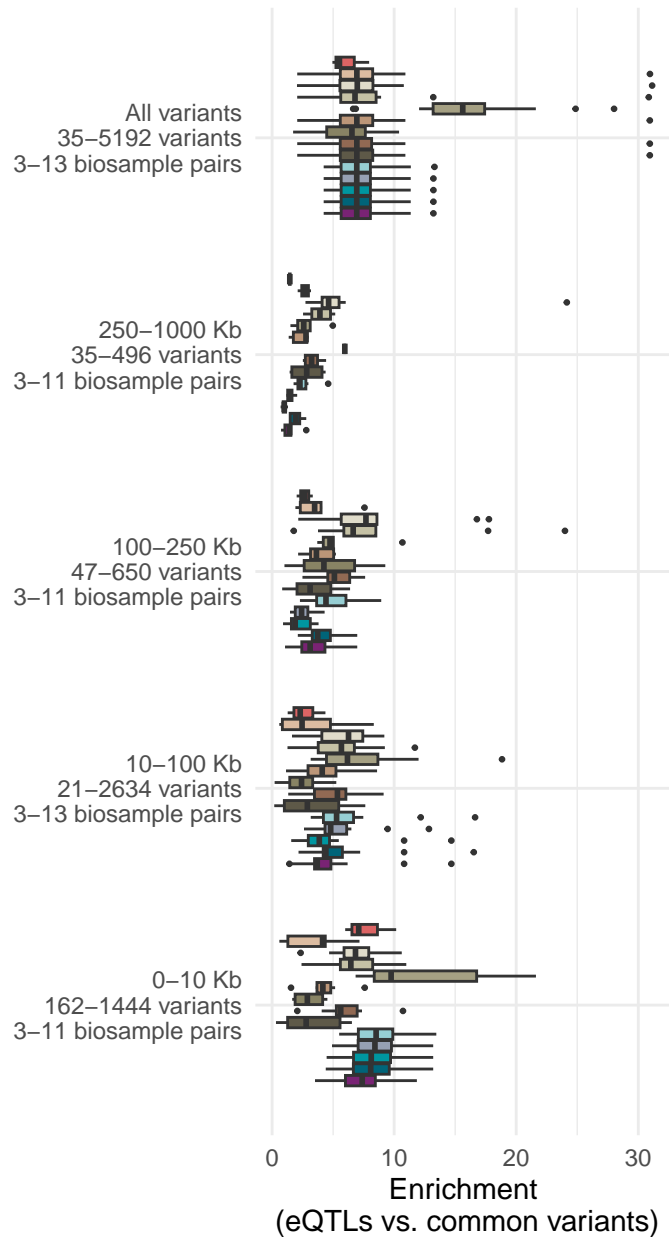 All variants
35–5192 variants
3–13 biosample pairs
250–1000 Kb
35–496 variants
3–11 biosample pairs
100–250 Kb
47–650 variants
3–11 biosample pairs
10–100 Kb
21–2634 variants
3–13 biosample pairs
0–10 Kb
162–1444 variants
3–11 biosample pairs
0 10 20 30
Enrichment
(eQTLs vs. common variants)